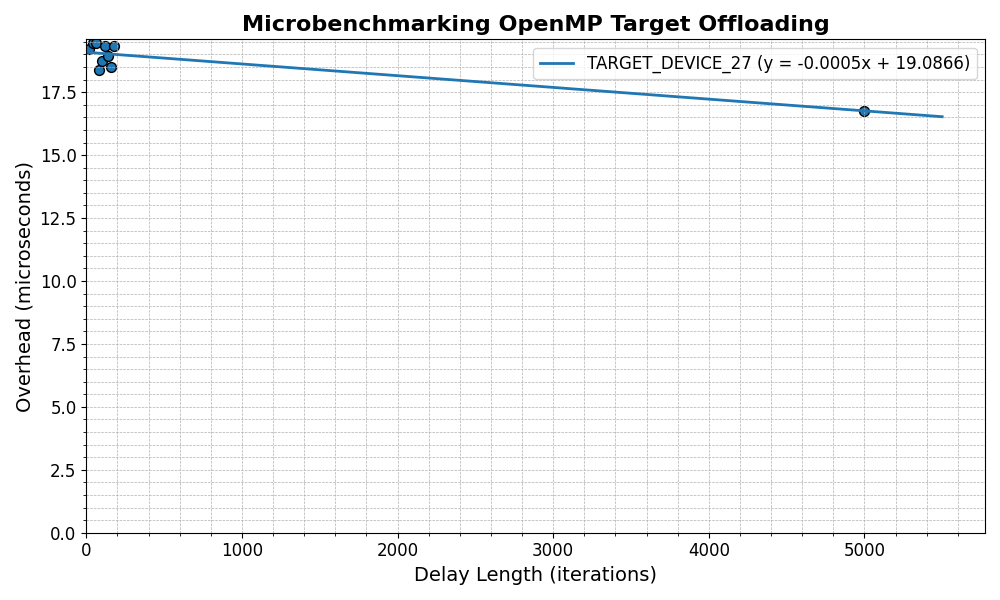 Microbenchmarking OpenMP Target Offloading
TARGET_DEVICE_27 (y = -0.0005x + 19.0866)
Overhead (microseconds)
17.5
15.0
12.5
10.0
7.5
5.0
2.5
0.0
0 1000 2000 3000 4000 5000
Delay Length (iterations)